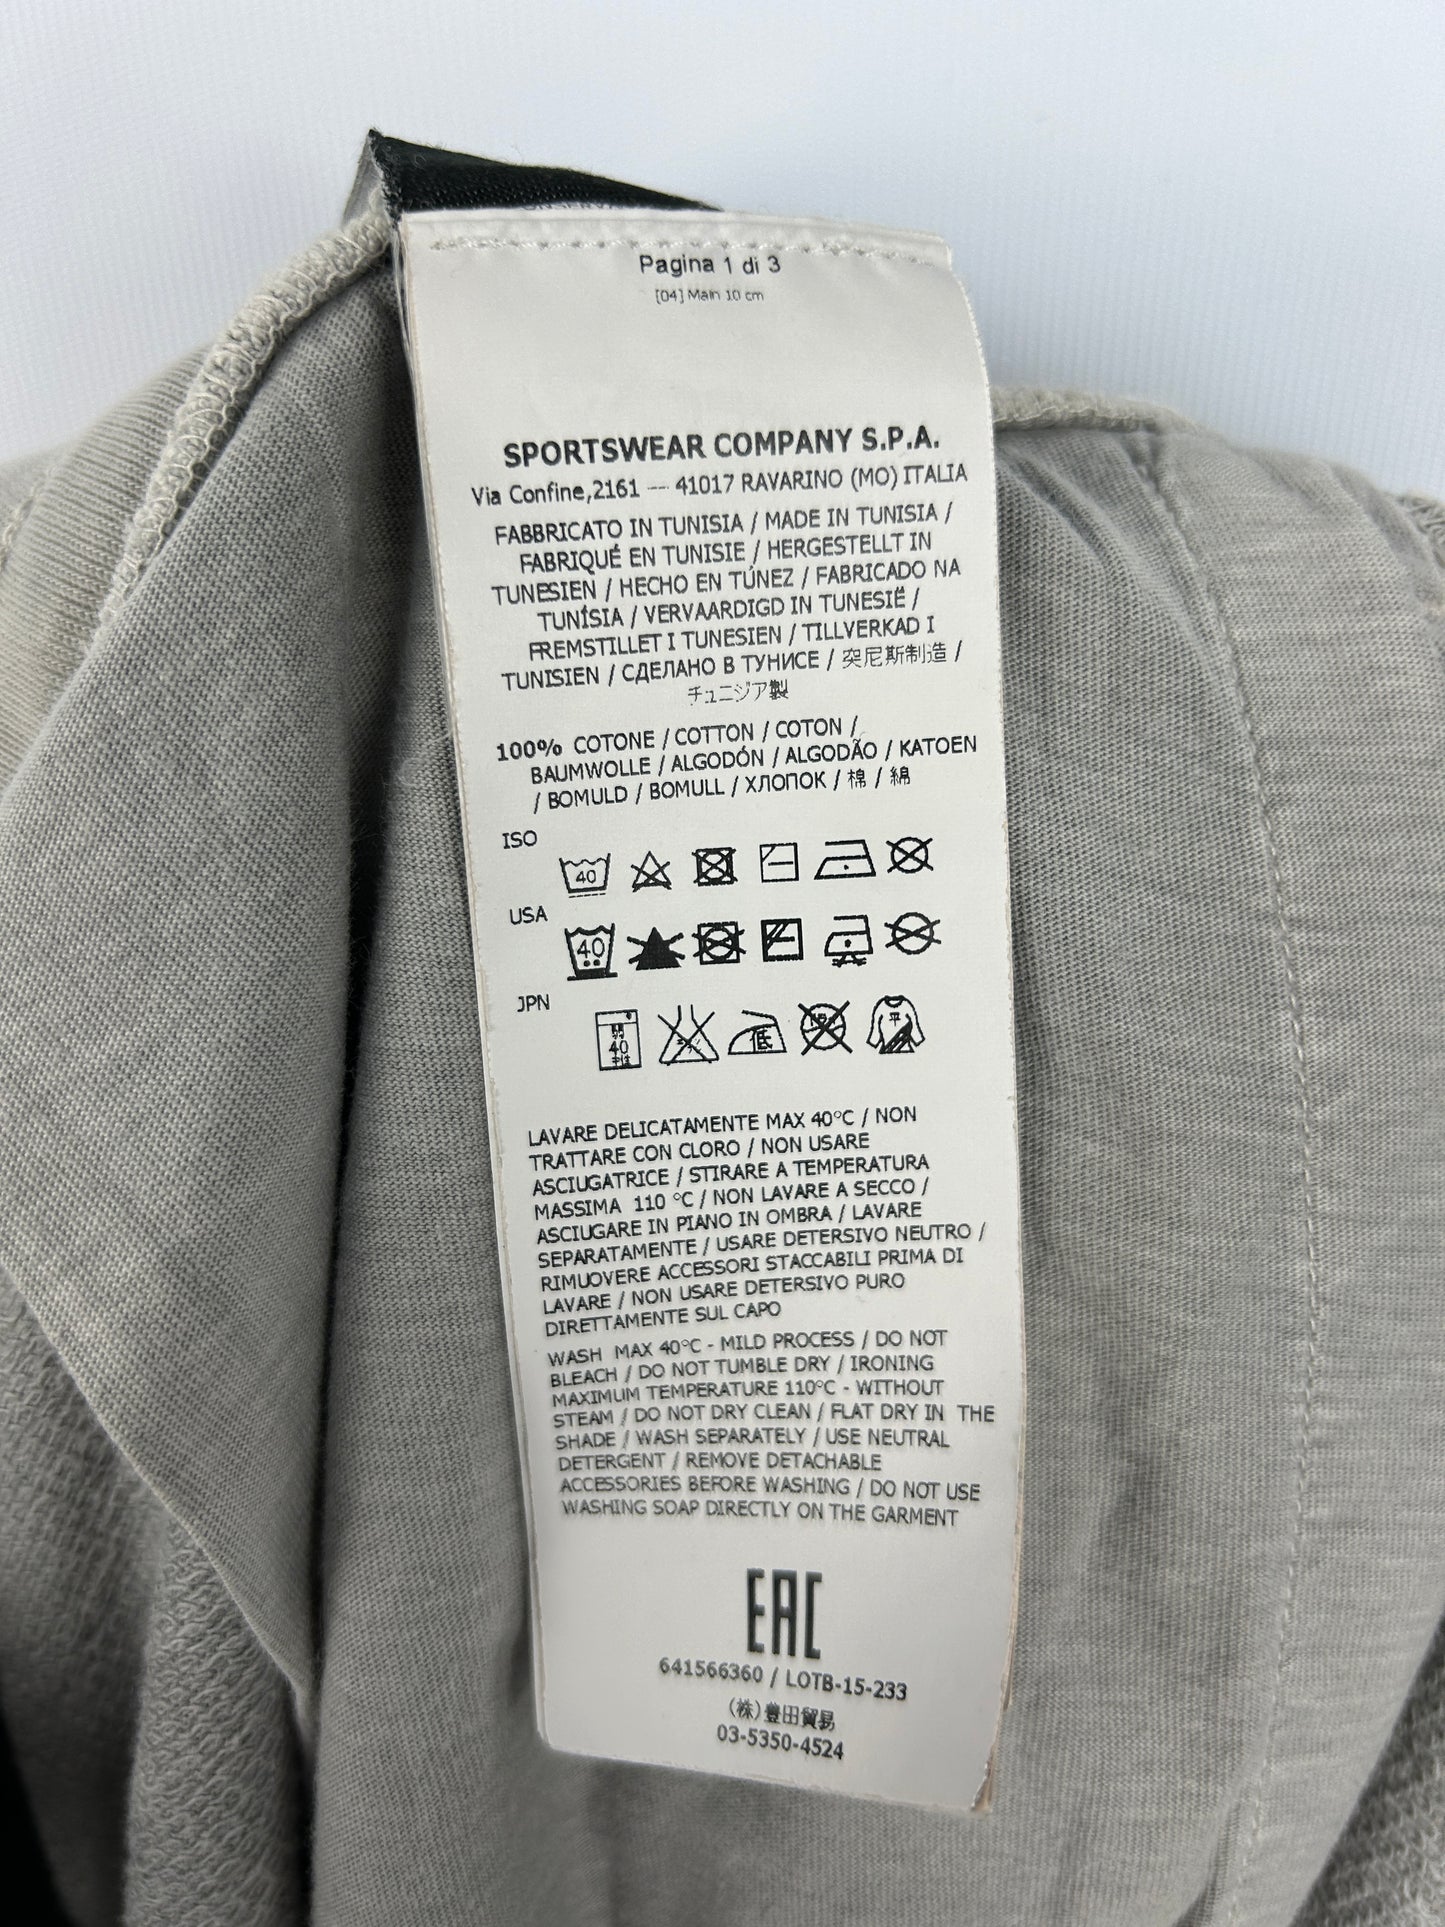 Pagina 1 di 3
[04] Main 10 cm
SPORTSWEAR COMPANY S.P.A.
Via Confine,2161 --- 41017 RAVARINO (MO) ITALIA
FABBRICATO IN TUNISIA / MADE IN TUNISIA /
FABRIQUÉ EN TUNISIE / HERGESTELLT IN
TUNESIEN / HECHO EN TÚNEZ / FABRICADO NA
TUNÍSIA / VERVAARDIGD IN TUNESIË /
FREMSTILLET I TUNESIEN / TILLVERKAD I
TUNISIEN / СДЕЛАНО В ТУНИСЕ / 突尼斯制造 /
チュニジア製
100% COTONE / COTTON / COTON /
BAUMWOLLE / ALGODÓN / ALGODÃO / KATOEN
/ BOMULD / BOMULL / ХЛОПОК / 棉 / 綿
ISO
40
USA
40
JPN
弱 40 中性 低 平
LAVARE DELICATAMENTE MAX 40°C / NON
TRATTARE CON CLORO / NON USARE
ASCIUGATRICE / STIRARE A TEMPERATURA
MASSIMA 110 °C / NON LAVARE A SECCO /
ASCIUGARE IN PIANO IN OMBRA / LAVARE
SEPARATAMENTE / USARE DETERSIVO NEUTRO /
RIMUOVERE ACCESSORI STACCABILI PRIMA DI
LAVARE / NON USARE DETERSIVO PURO
DIRETTAMENTE SUL CAPO
WASH MAX 40°C - MILD PROCESS / DO NOT
BLEACH / DO NOT TUMBLE DRY / IRONING
MAXIMUM TEMPERATURE 110°C - WITHOUT
STEAM / DO NOT DRY CLEAN / FLAT DRY IN THE
SHADE / WASH SEPARATELY / USE NEUTRAL
DETERGENT / REMOVE DETACHABLE
ACCESSORIES BEFORE WASHING / DO NOT USE
WASHING SOAP DIRECTLY ON THE GARMENT
EAC
641566360 / LOTB-15-233
(株)豊田貿易
03-5350-4524